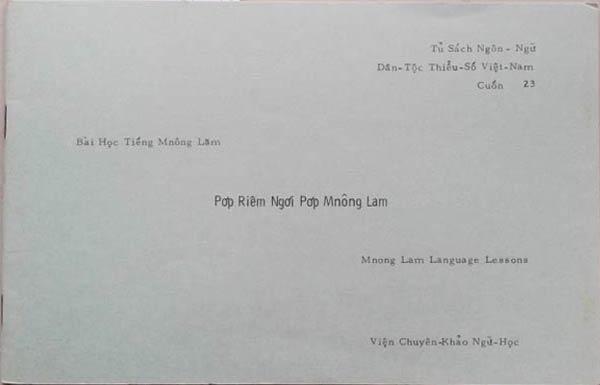 Tủ Sách Ngôn - Ngữ
Dân-Tộc Thiểu-Số Việt-Nam
Cuốn 23
Bài Học Tiếng Mnông Lăm
Pơp Riêm Ngơi Pơp Mnông Lam
Mnong Lam Language Lessons
Viện Chuyên-Khảo Ngữ-Học